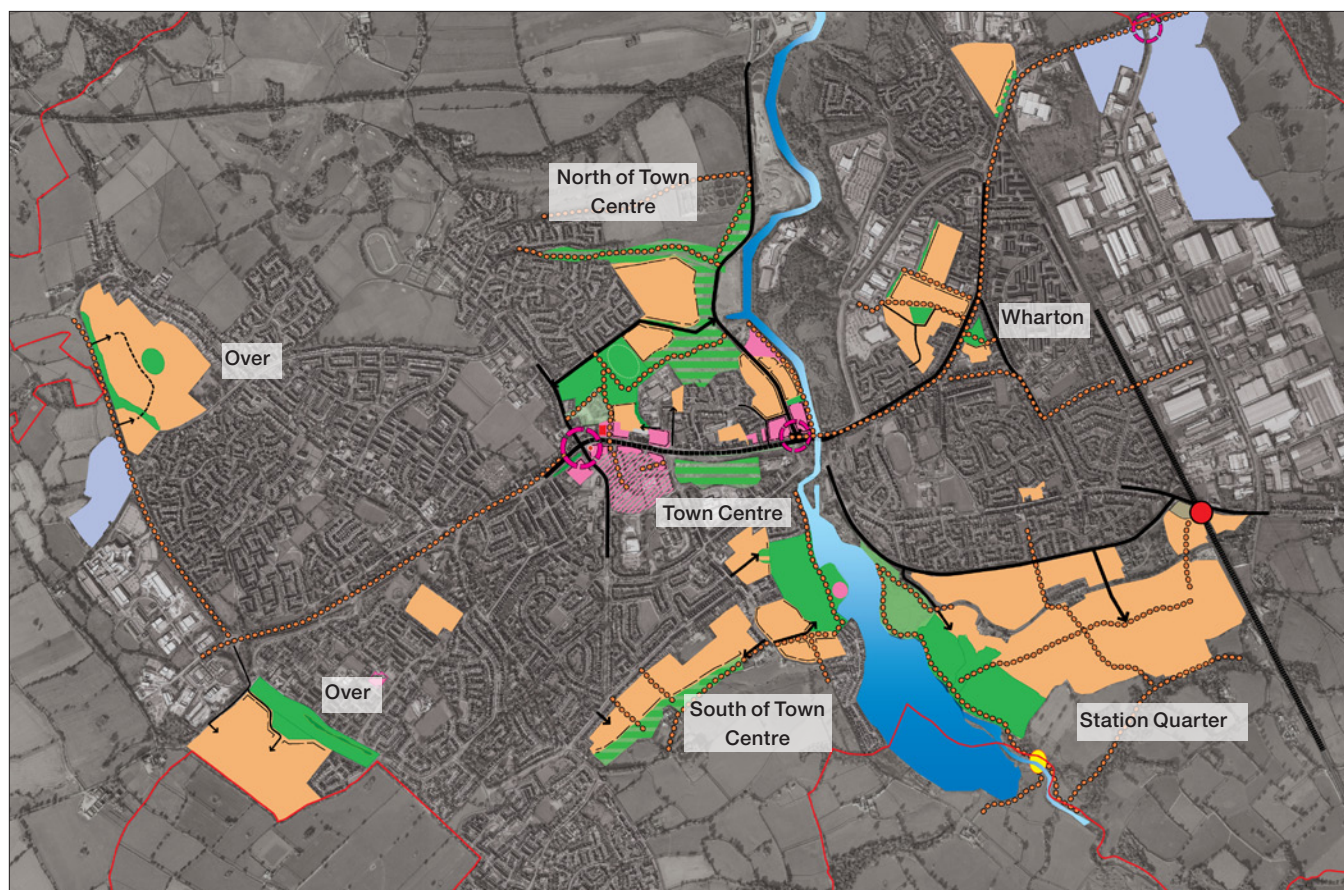 North of Town
Centre
Over
Wharton
Town Centre
Over
South of Town
Centre
Station Quarter